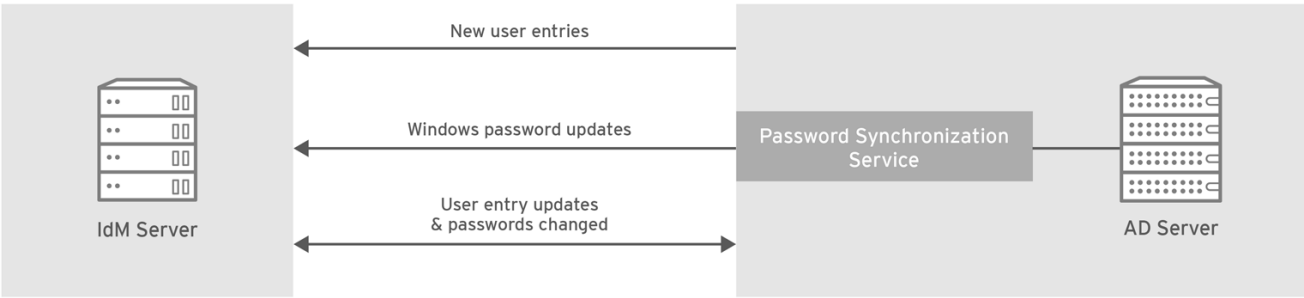 New user entries
Windows password updates
Password Synchronization
Service
User entry updates
& passwords changed
IdM Server
AD Server